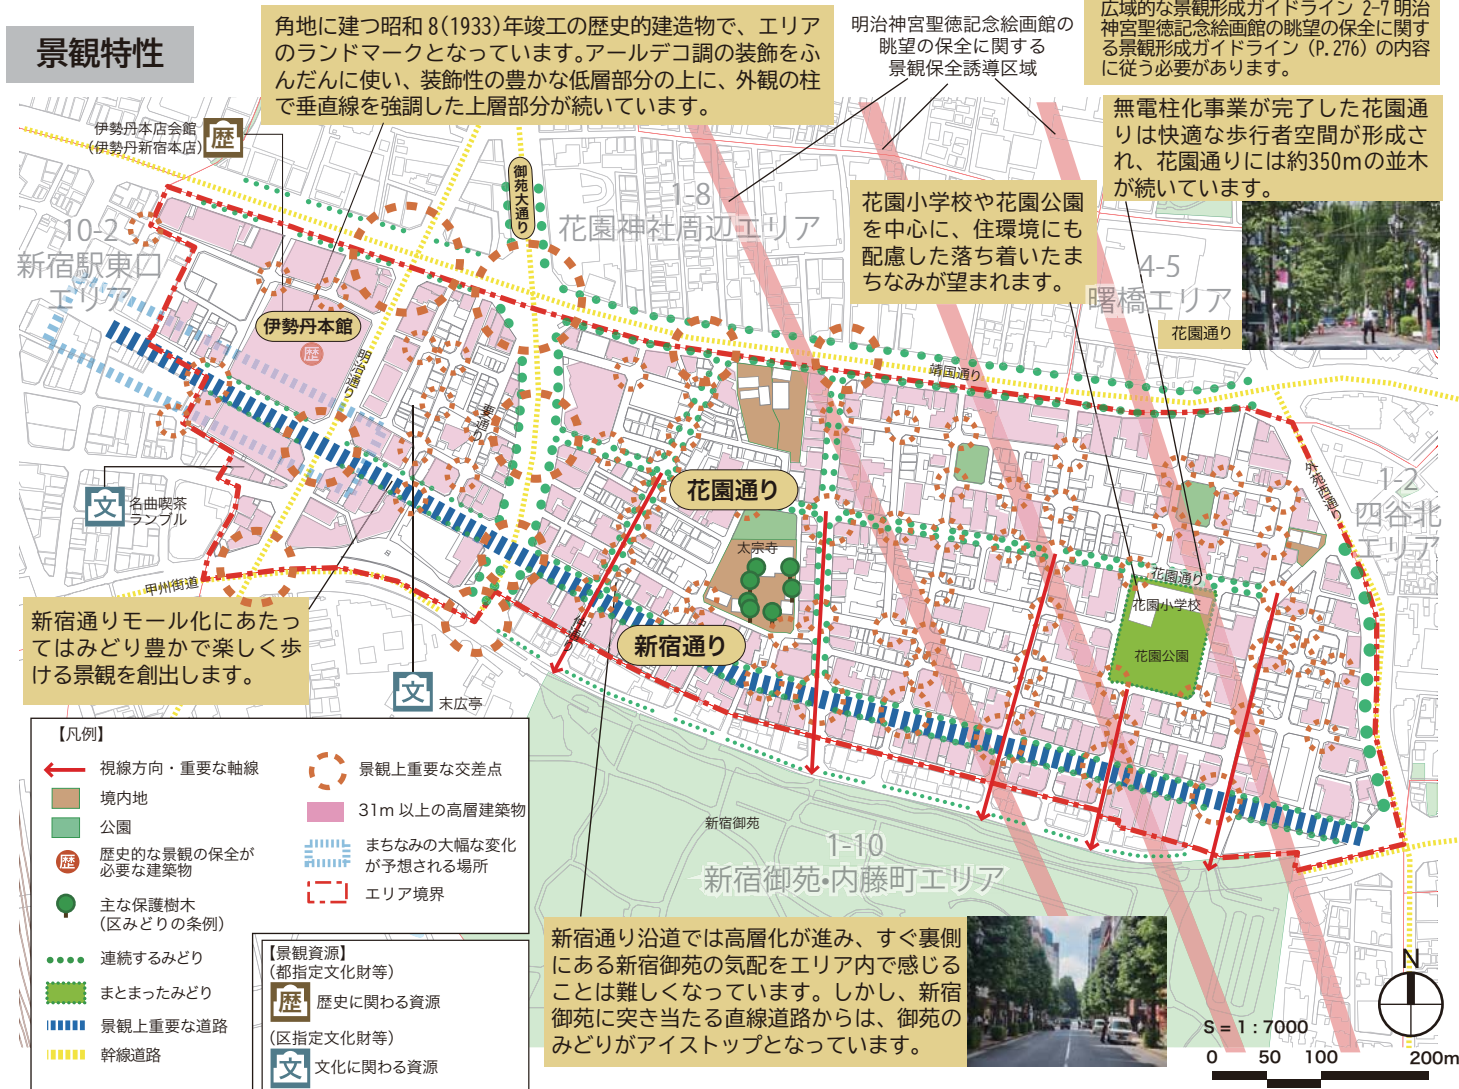 景観特性
角地に建つ昭和8(1933)年竣工の歴史的建造物で、エリア
のランドマークとなっています。アールデコ調の装飾をふ
んだんに使い、装飾性の豊かな低層部分の上に、外観の柱
で垂直線を強調した上層部分が続いています。
明治神宮聖徳記念絵画館の
眺望の保全に関する
景観保全誘導区域
広域的な景観形成ガイドライン 2-7 明治
神宮聖徳記念絵画館の眺望の保全に関す
る景観形成ガイドライン(P.276)の内容
に従う必要があります。
無電柱化事業が完了した花園通
りは快適な歩行者空間が形成さ
れ、花園通りには約350mの並木
が続いています。
花園小学校や花園公園
を中心に、住環境にも
配慮した落ち着いたま
ちなみが望まれます。
花園通り
伊勢丹本店会館
(伊勢丹新宿本店)
歴
10-2
新宿駅東口
エリア
御苑大通り
1-8
花園神社周辺エリア
4-5
曙橋エリア
伊勢丹本館
歴
明治通り
要通り
靖国通り
外苑西通り
1-2
四谷北
エリア
文
名曲喫茶
ランブル
花園通り
太宗寺
花園通り
花園小学校
花園公園
甲州街道
新宿通り
新宿通りモール化にあたっ
てはみどり豊かで楽しく歩
ける景観を創出します。
文
末広亭
新宿御苑
1-10
新宿御苑・内藤町エリア
【凡例】
視線方向・重要な軸線
境内地
公園
歴
歴史的な景観の保全が
必要な建築物
主な保護樹木
(区みどりの条例)
連続するみどり
まとまったみどり
景観上重要な道路
幹線道路
景観上重要な交差点
31m 以上の高層建築物
まちなみの大幅な変化
が予想される場所
エリア境界
【景観資源】
(都指定文化財等)
歴
歴史に関わる資源
(区指定文化財等)
文
文化に関わる資源
新宿通り沿道では高層化が進み、すぐ裏側
にある新宿御苑の気配をエリア内で感じる
ことは難しくなっています。しかし、新宿
御苑に突き当たる直線道路からは、御苑の
みどりがアイストップとなっています。
N
S = 1 : 7000
0 50 100 200m